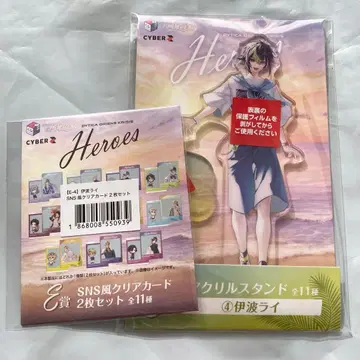 CYBER Z
Heroes
【E-4】伊波ライ
SNS風クリアカード2枚セット
1868008550939
E賞
SNS風クリアカード
2枚セット 全11種
CYBER Z
Heroes
表面の
保護フィルムを
剥がしてから
ご使用ください
アクリルスタンド 全11種
④伊波ライ